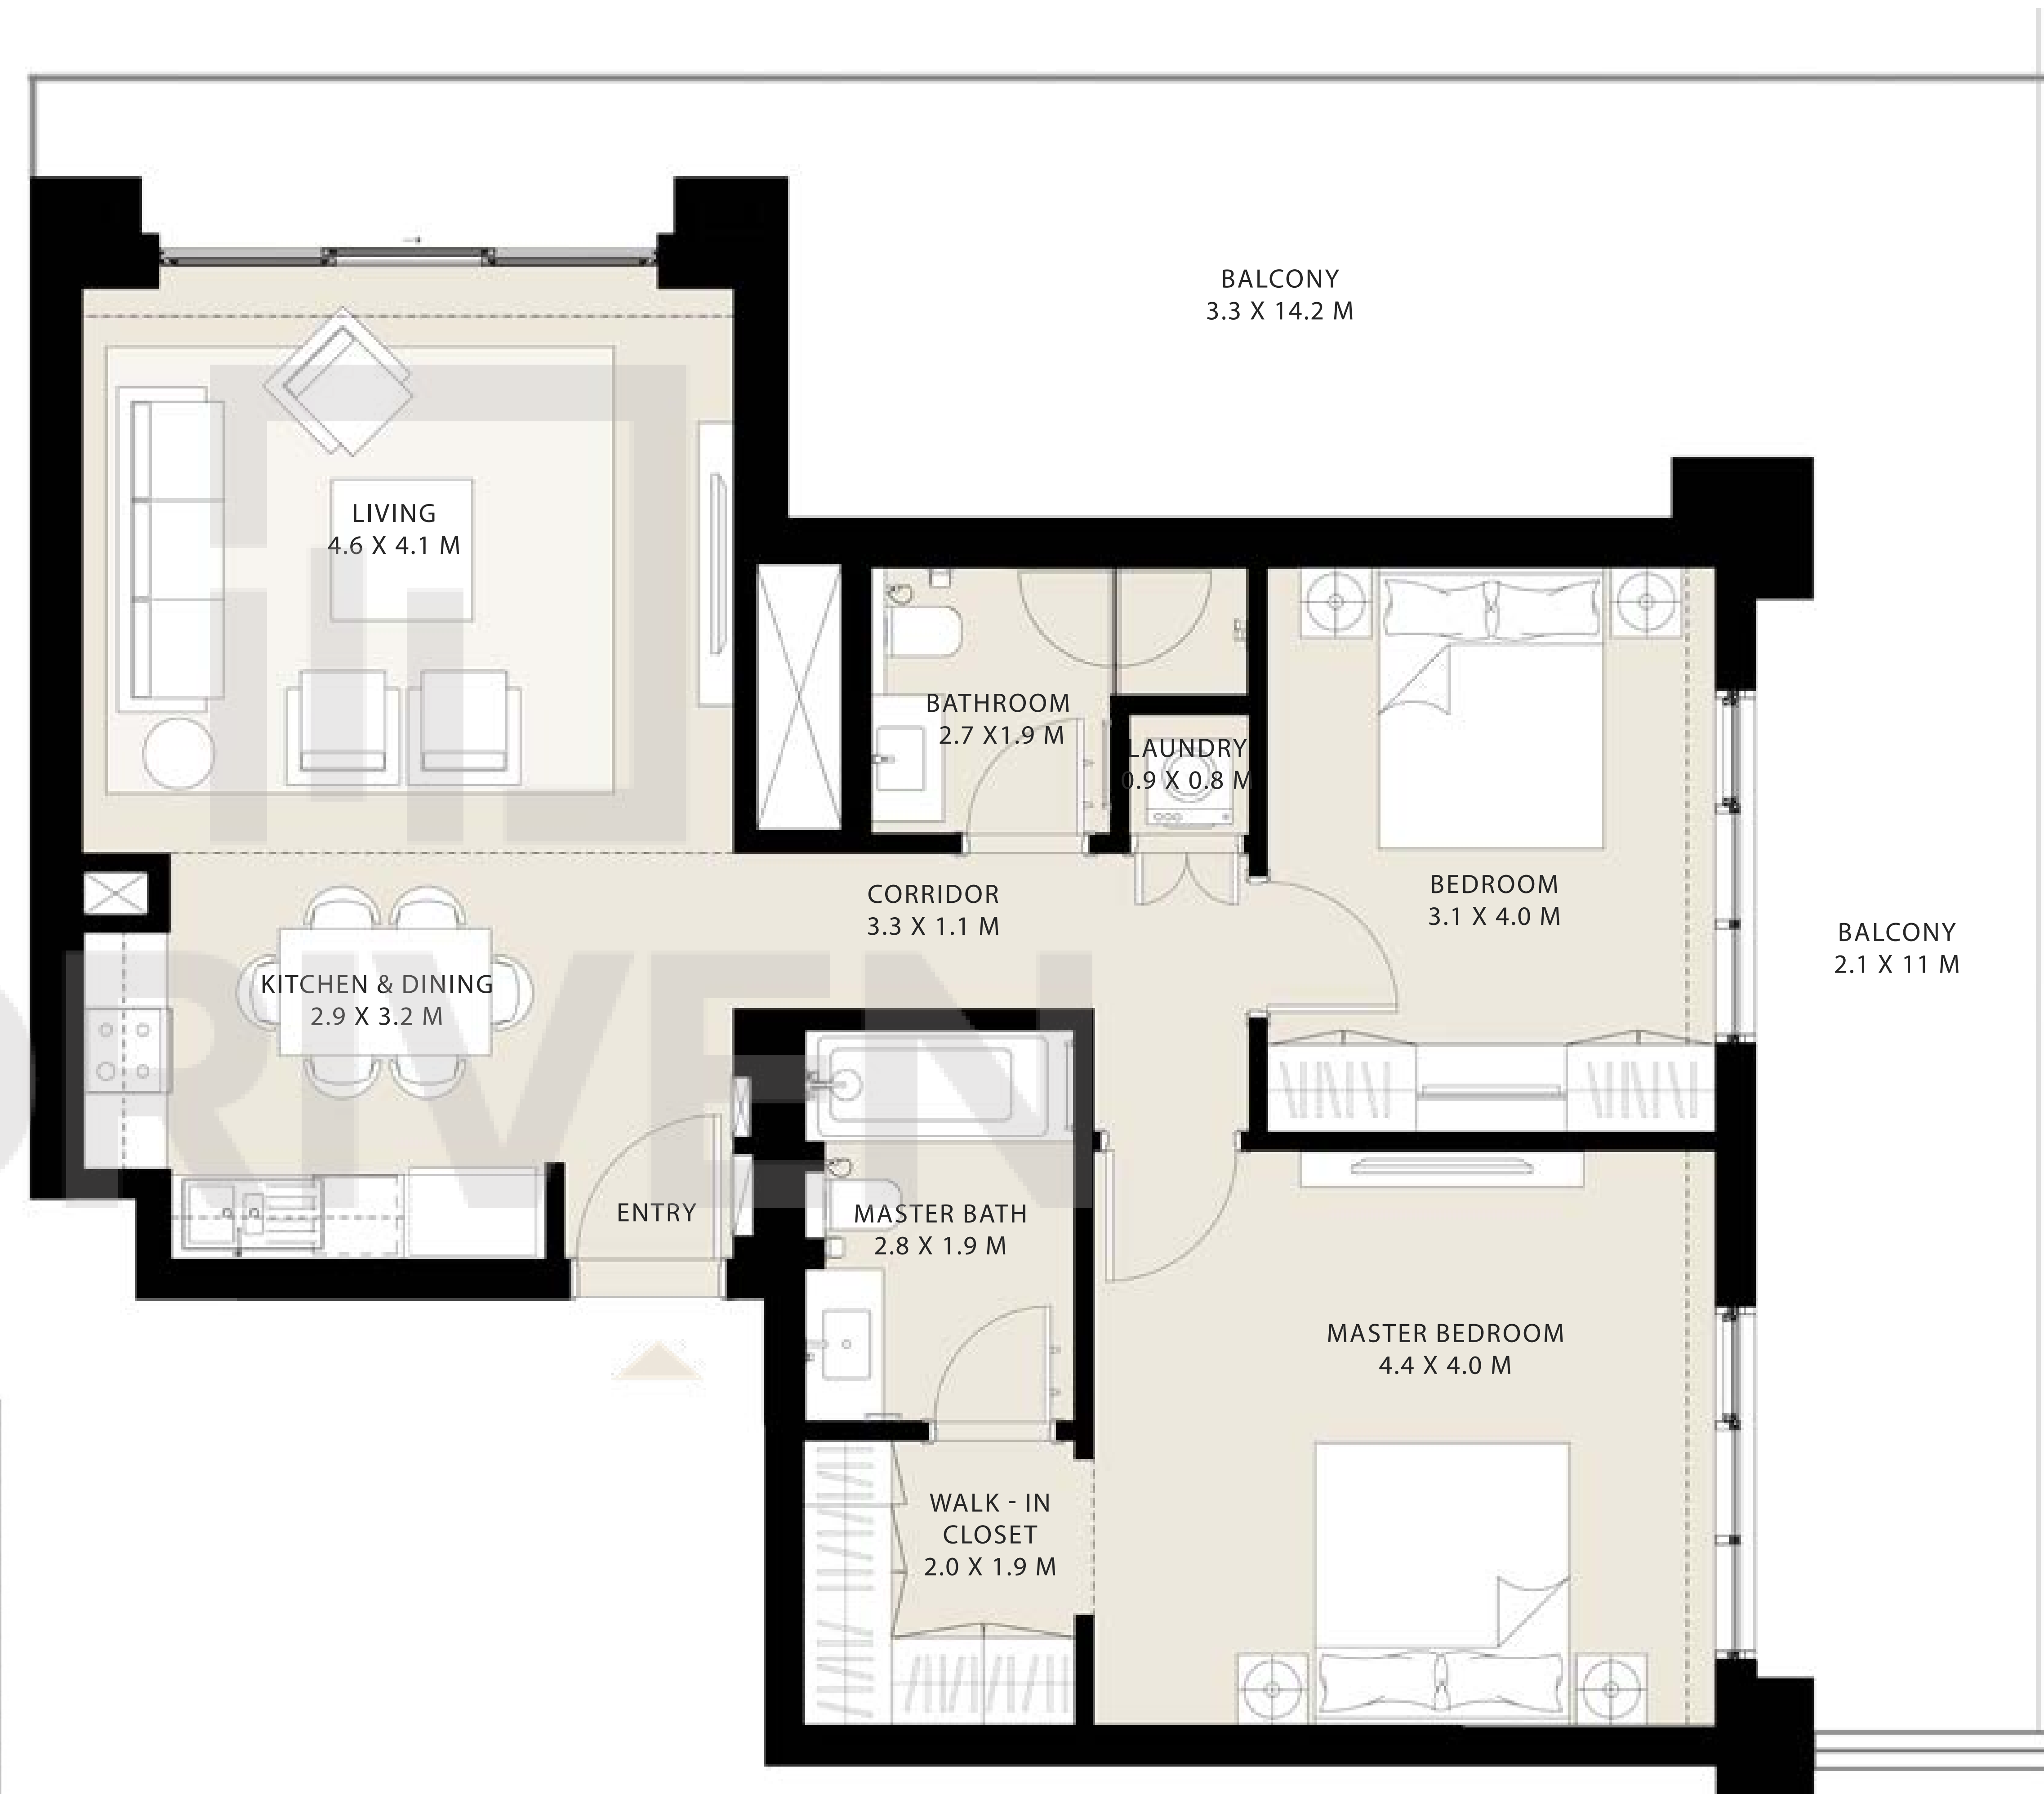 BALCONY
3.3 X 14.2 M
LIVING
4.6 X 4.1 M
BATHROOM
2.7 X1.9 M
LAUNDRY
0.9 X 0.8 M
CORRIDOR
3.3 X 1.1 M
BEDROOM
3.1 X 4.0 M
BALCONY
2.1 X 11 M
KITCHEN & DINING
2.9 X 3.2 M
DRIVEN
ENTRY
MASTER BATH
2.8 X 1.9 M
MASTER BEDROOM
4.4 X 4.0 M
WALK - IN
CLOSET
2.0 X 1.9 M